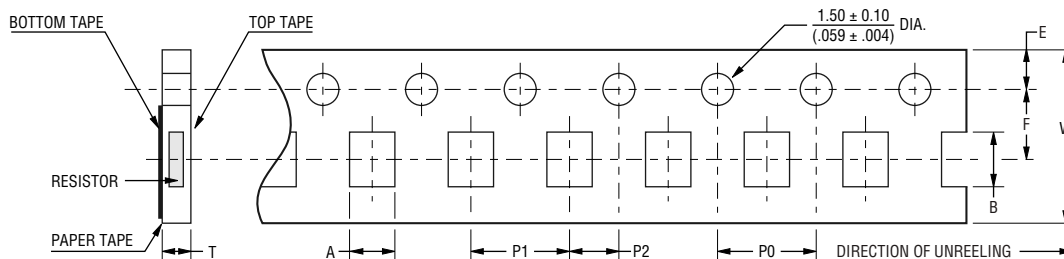 BOTTOM TAPE
TOP TAPE
1.50 ± 0.10
(.059 ± .004)
DIA.
E
F
RESISTOR
B
PAPER TAPE
T
A
P1
P2
P0
DIRECTION OF UNREELING